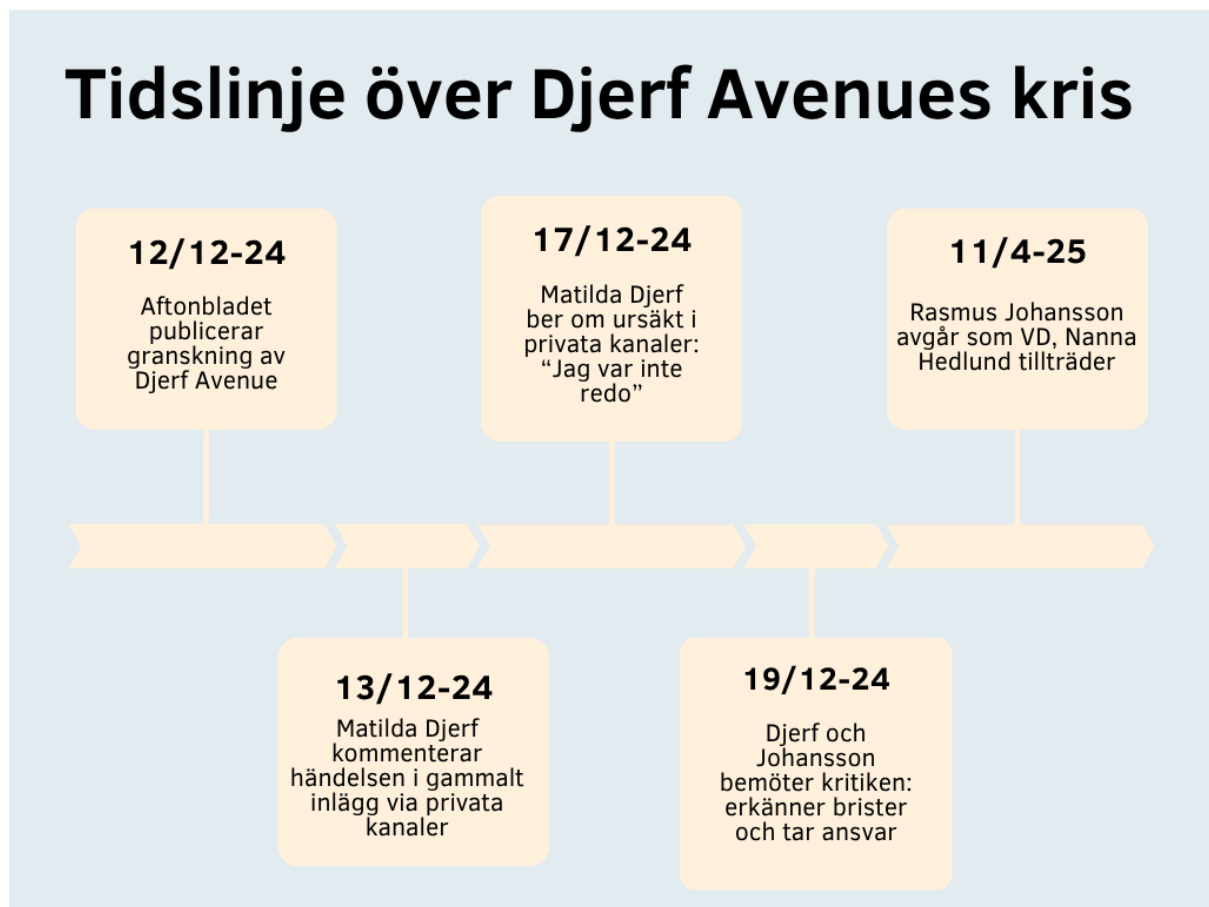 Tidslinje över Djerf Avenues kris
12/12-24
Aftonbladet
publicerar
granskning av
Djerf Avenue
13/12-24
Matilda Djerf
kommenterar
händelsen i gammalt
inlägg via privata
kanaler
17/12-24
Matilda Djerf
ber om ursäkt i
privata kanaler:
“Jag var inte
redo”
19/12-24
Djerf och
Johansson
bemöter kritiken:
erkänner brister
och tar ansvar
11/4-25
Rasmus Johansson
avgår som VD, Nanna
Hedlund tillträder